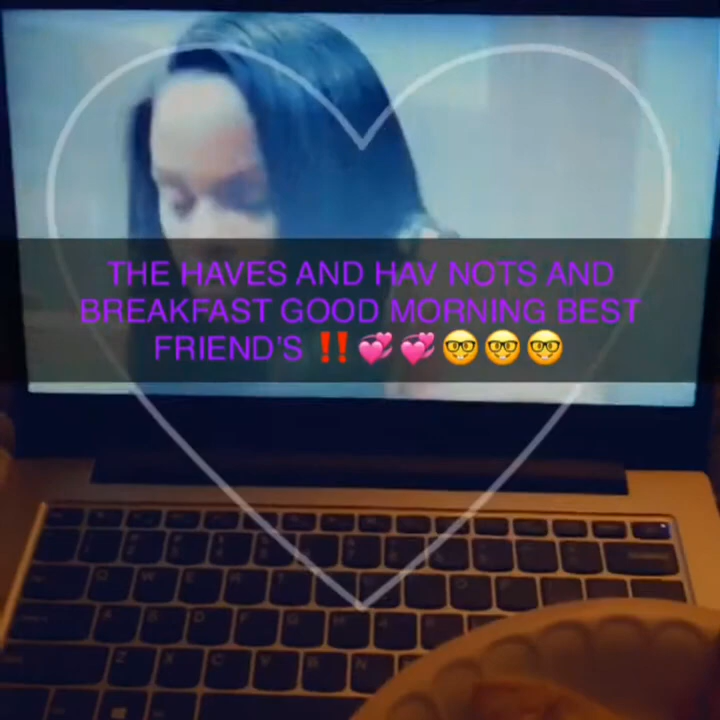 THE HAVES AND HAV NOTS AND
BREAKFAST GOOD MORNING BEST
FRIEND'S ‼️💞💞🤓🤓🤓